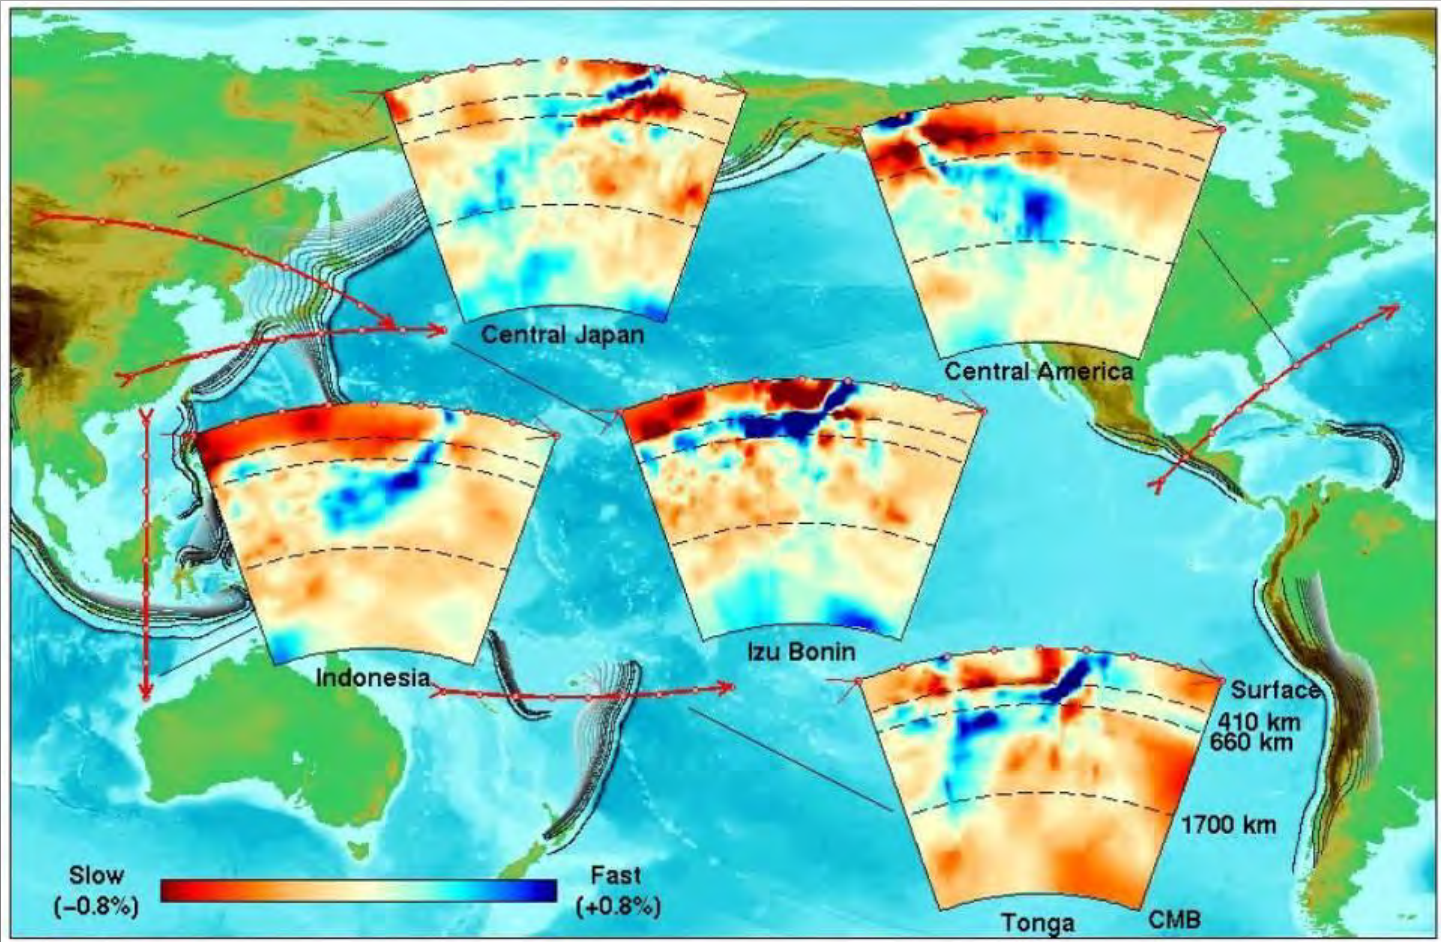 Central Japan
Central America
Izu Bonin
Indonesia
Surface
410 km
660 km
1700 km
Slow
(−0.8%)
Fast
(+0.8%)
Tonga
CMB